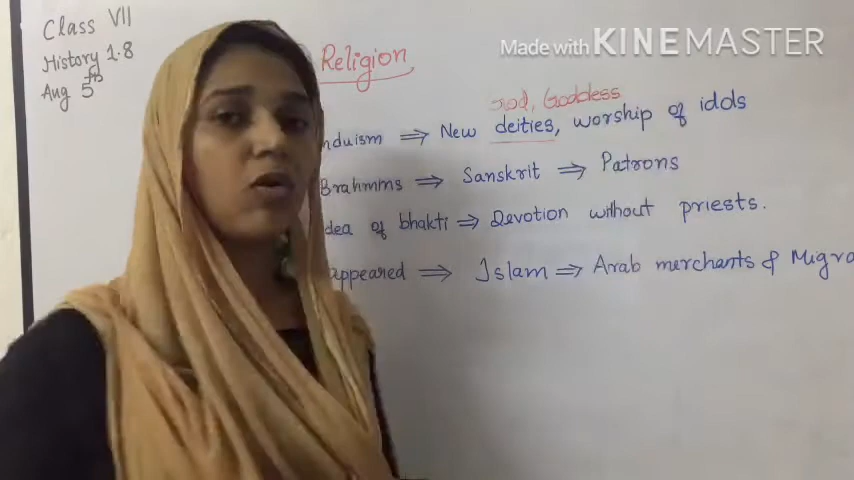 Class VII
History 1.8
Aug 5th
Made with KINEMASTER
Religion
God, Goddess
nduism ⇒ New deities, worship of idols
Brahmins ⇒ Sanskrit ⇒ Patrons
dea of bhakti ⇒ Devotion without priests.
appeared ⇒ Islam ⇒ Arab merchants & Migra